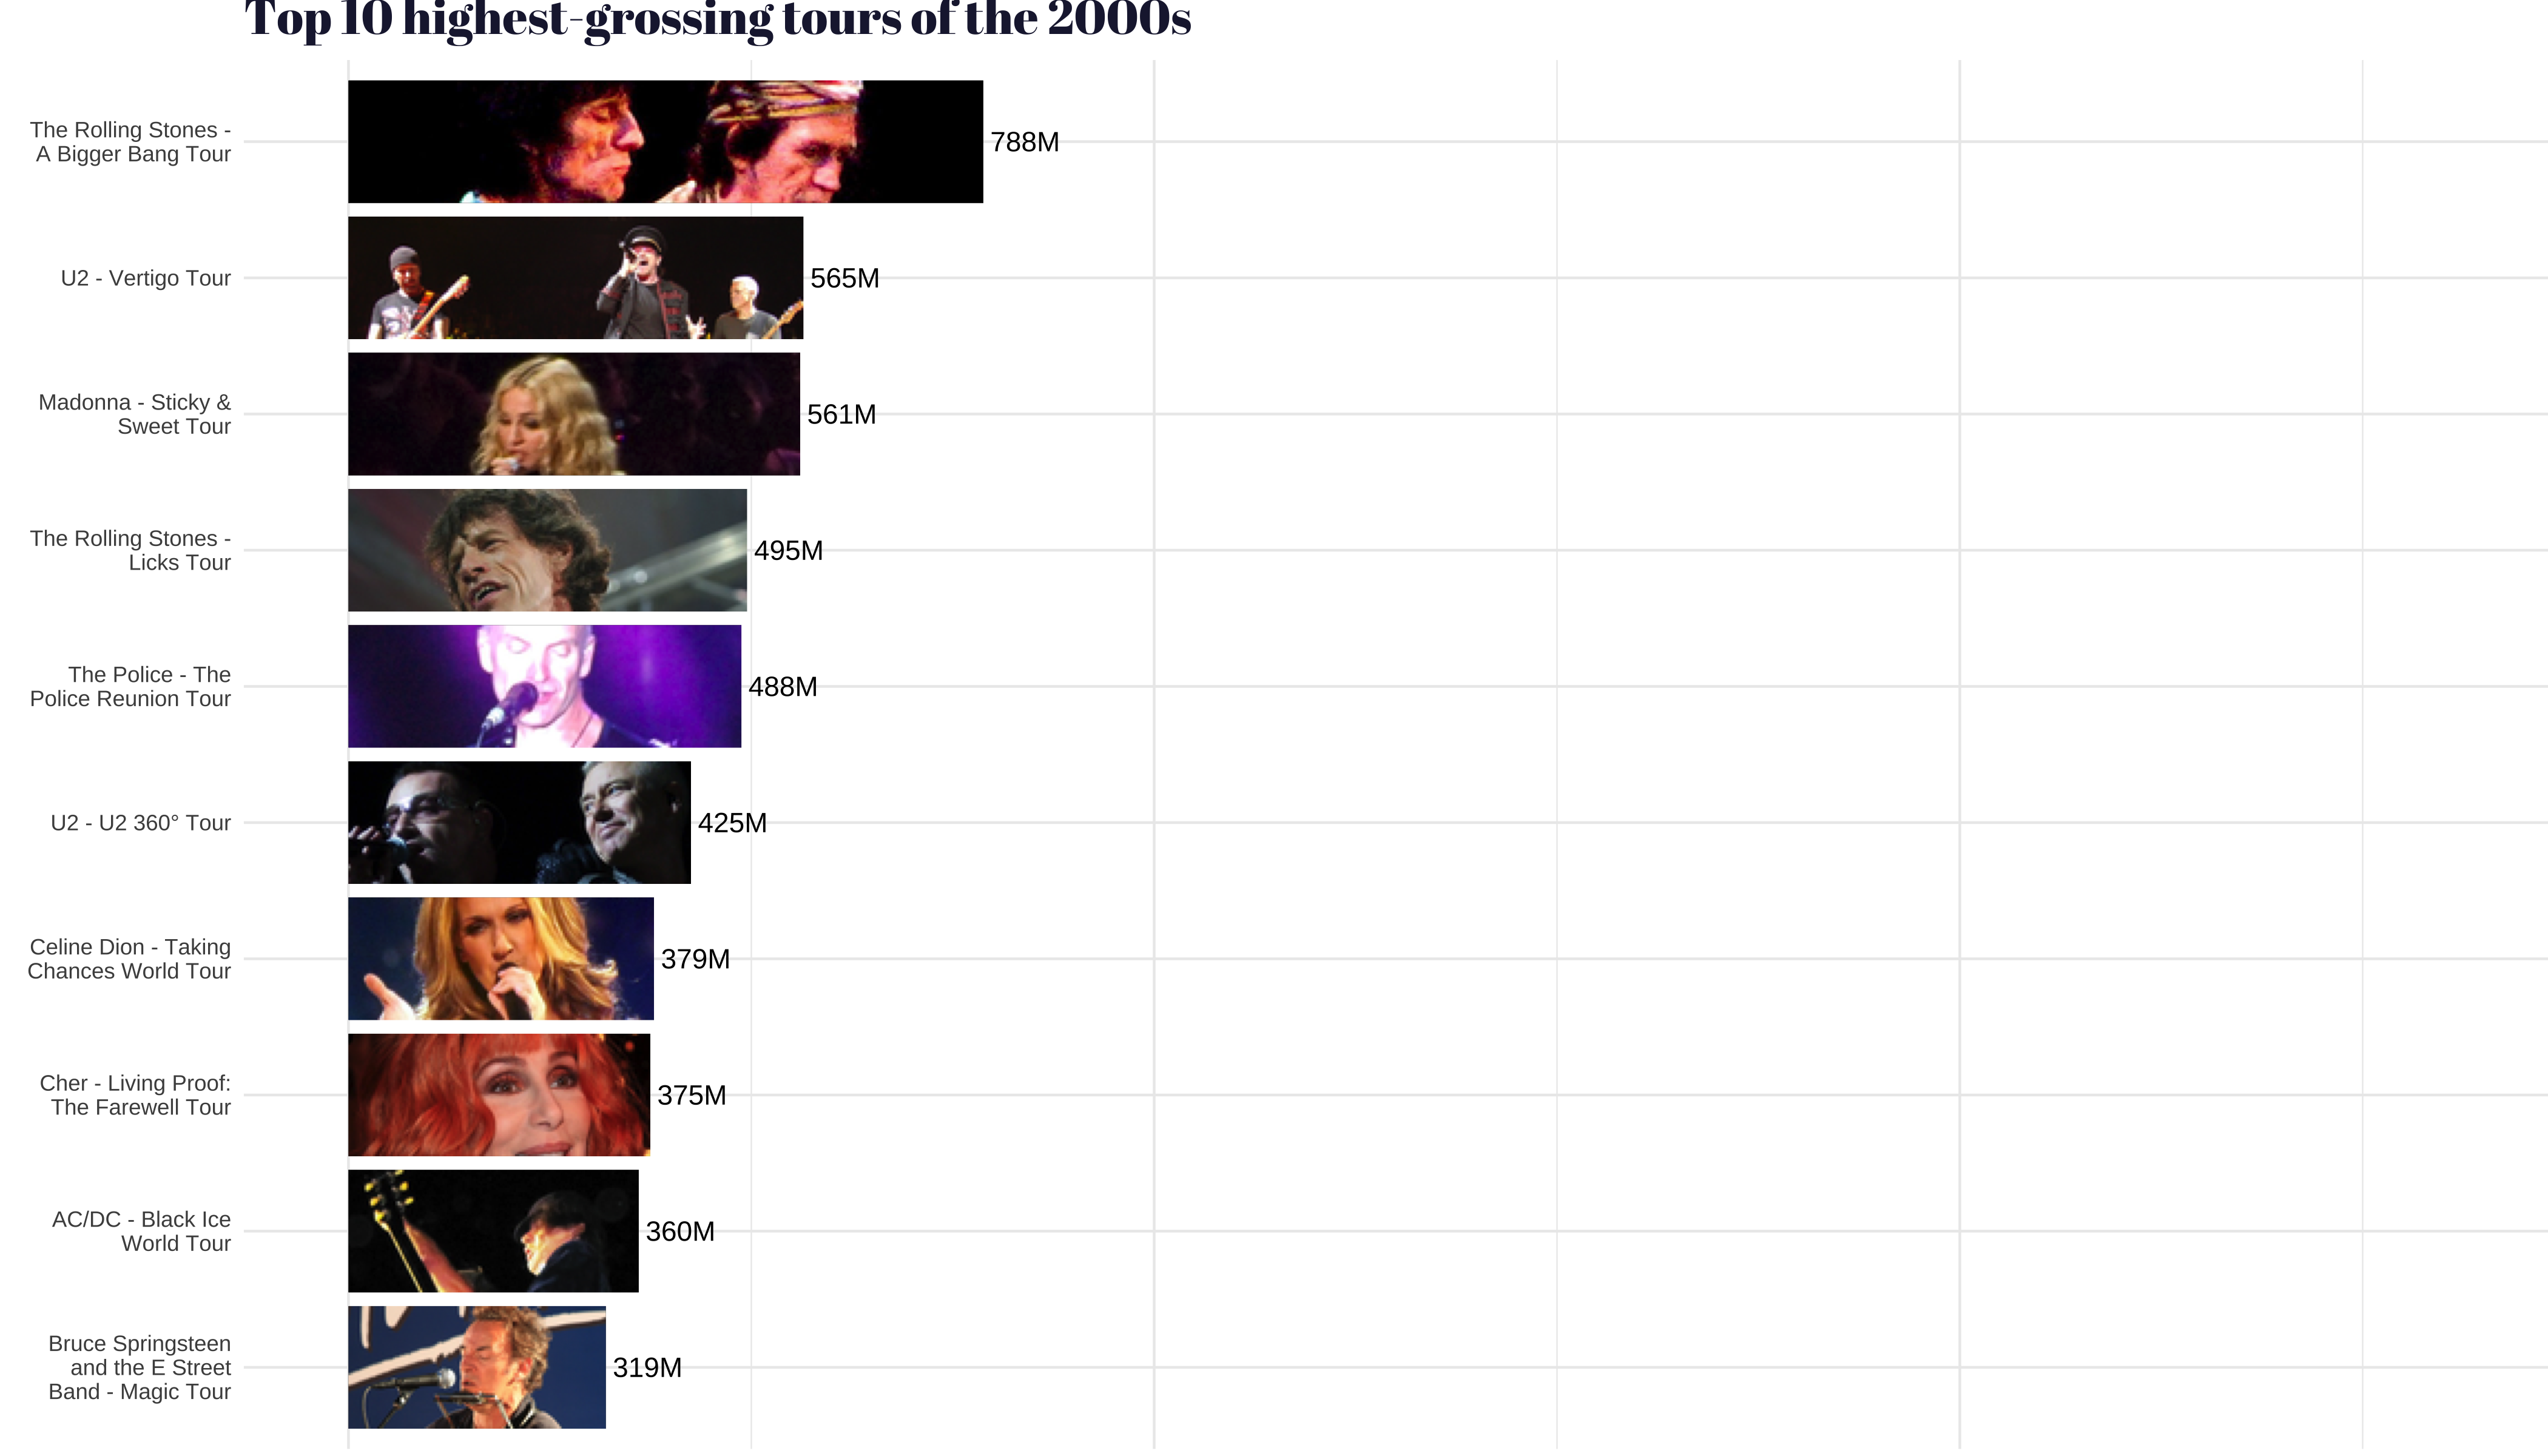 Top 10 highest-grossing tours of the 2000s
The Rolling Stones -
A Bigger Bang Tour
788M
U2 - Vertigo Tour
565M
Madonna - Sticky &
Sweet Tour
561M
The Rolling Stones -
Licks Tour
495M
The Police - The
Police Reunion Tour
488M
U2 - U2 360° Tour
425M
Celine Dion - Taking
Chances World Tour
379M
Cher - Living Proof:
The Farewell Tour
375M
AC/DC - Black Ice
World Tour
360M
Bruce Springsteen
and the E Street
Band - Magic Tour
319M